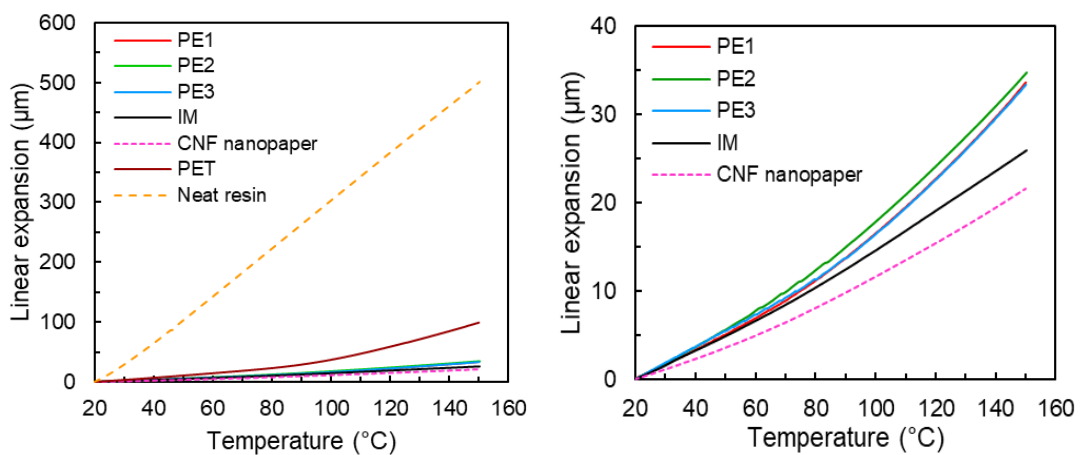 600
500
400
300
200
100
0
Linear expansion (µm)
PE1
PE2
PE3
IM
CNF nanopaper
PET
Neat resin
20 40 60 80 100 120 140 160
Temperature (°C)
40
30
20
10
0
Linear expansion (µm)
PE1
PE2
PE3
IM
CNF nanopaper
20 40 60 80 100 120 140 160
Temperature (°C)